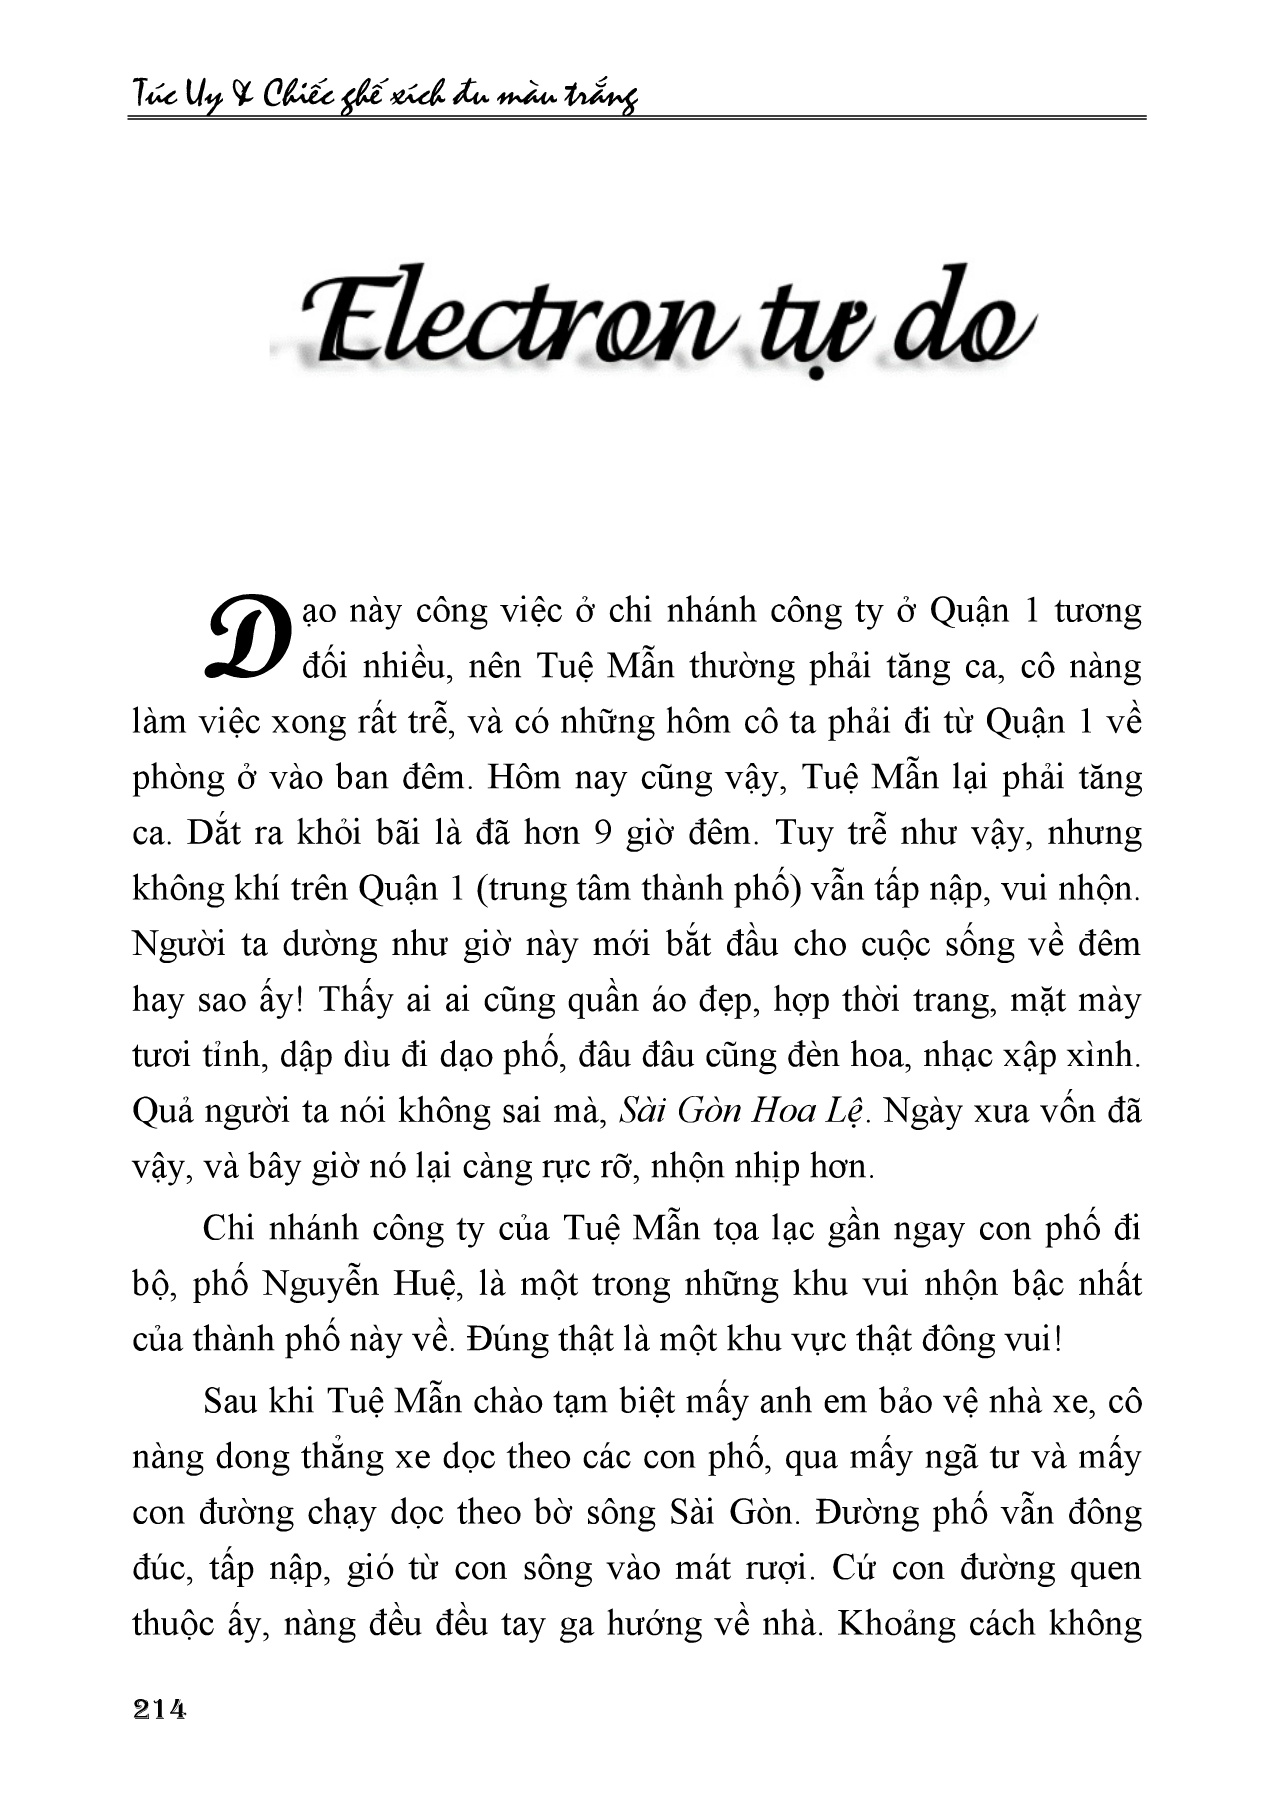 Túc Uy & Chiếc ghế xích đu màu trắng
Electron tự do
Dạo này công việc ở chi nhánh công ty ở Quận 1 tương
đối nhiều, nên Tuệ Mẫn thường phải tăng ca, cô nàng
làm việc xong rất trễ, và có những hôm cô ta phải đi từ Quận 1 về
phòng ở vào ban đêm. Hôm nay cũng vậy, Tuệ Mẫn lại phải tăng
ca. Dắt ra khỏi bãi là đã hơn 9 giờ đêm. Tuy trễ như vậy, nhưng
không khí trên Quận 1 (trung tâm thành phố) vẫn tấp nập, vui nhộn.
Người ta dường như giờ này mới bắt đầu cho cuộc sống về đêm
hay sao ấy! Thấy ai ai cũng quần áo đẹp, hợp thời trang, mặt mày
tươi tỉnh, dập dìu đi dạo phố, đâu đâu cũng đèn hoa, nhạc xập xình.
Quả người ta nói không sai mà, Sài Gòn Hoa Lệ. Ngày xưa vốn đã
vậy, và bây giờ nó lại càng rực rỡ, nhộn nhịp hơn.
Chi nhánh công ty của Tuệ Mẫn tọa lạc gần ngay con phố đi
bộ, phố Nguyễn Huệ, là một trong những khu vui nhộn bậc nhất
của thành phố này về. Đúng thật là một khu vực thật đông vui!
Sau khi Tuệ Mẫn chào tạm biệt mấy anh em bảo vệ nhà xe, cô
nàng dong thẳng xe dọc theo các con phố, qua mấy ngã tư và mấy
con đường chạy dọc theo bờ sông Sài Gòn. Đường phố vẫn đông
đúc, tấp nập, gió từ con sông vào mát rượi. Cứ con đường quen
thuộc ấy, nàng đều đều tay ga hướng về nhà. Khoảng cách không
214